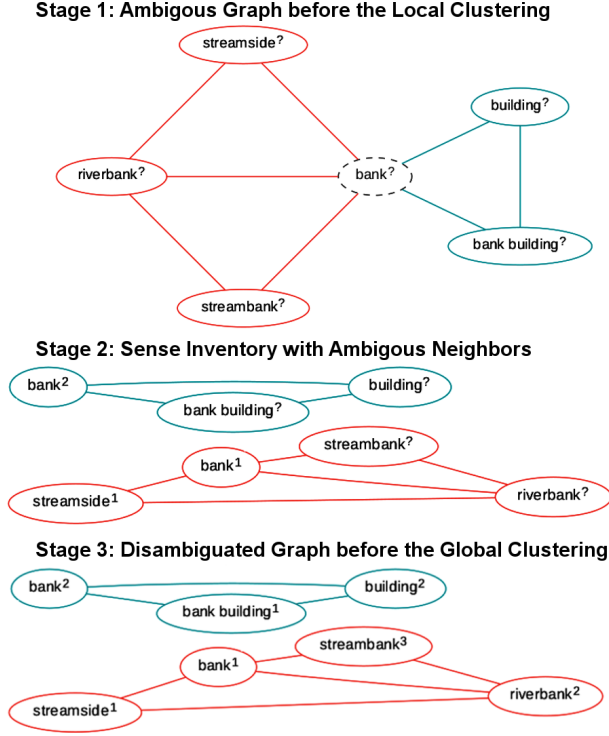 Stage 1: Ambigous Graph before the Local Clustering
streamside?
building?
riverbank?
bank?
bank building?
streambank?
Stage 2: Sense Inventory with Ambigous Neighbors
bank2
building?
bank building?
streambank?
bank1
streamside1
riverbank?
Stage 3: Disambiguated Graph before the Global Clustering
bank2
building2
bank building1
streambank3
bank1
riverbank2
streamside1